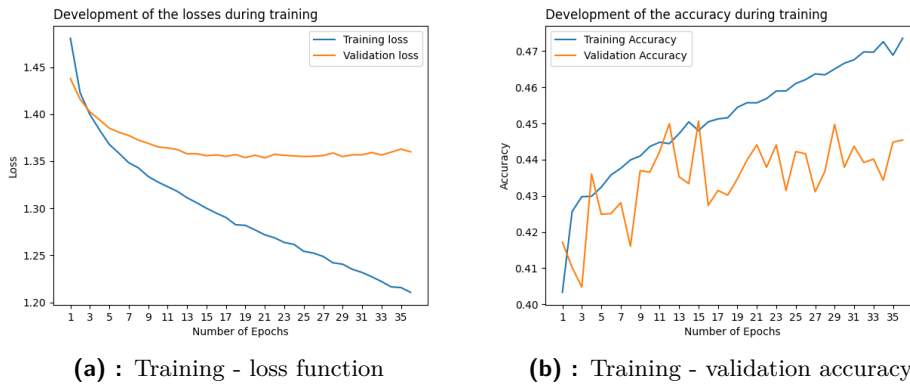 Development of the losses during training
Training loss
Validation loss
1.45
1.40
1.35
1.30
1.25
1.20
Loss
1 3 5 7 9 11 13 15 17 19 21 23 25 27 29 31 33 35
Number of Epochs
(a) : Training - loss function
Development of the accuracy during training
Training Accuracy
Validation Accuracy
0.47
0.46
0.45
0.44
0.43
0.42
0.41
0.40
Accuracy
1 3 5 7 9 11 13 15 17 19 21 23 25 27 29 31 33 35
Number of Epochs
(b) : Training - validation accuracy